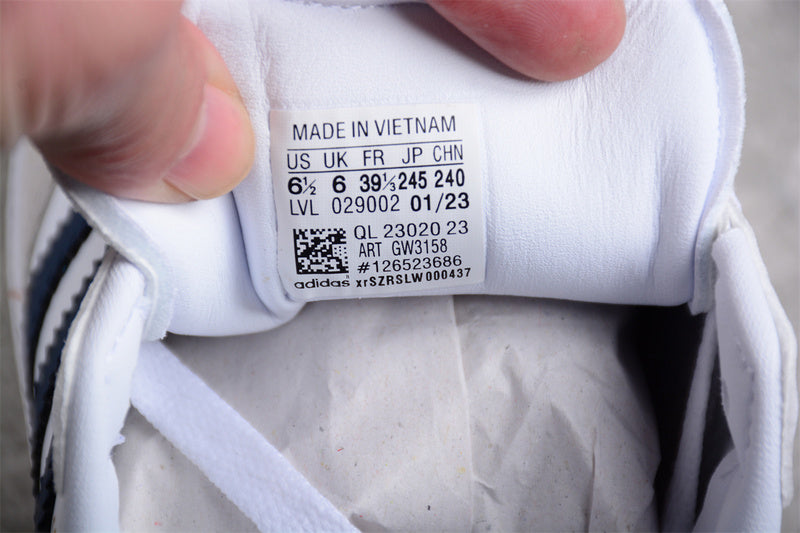 MADE IN VIETNAM
US UK FR JP CHN
6½ 6 39⅓ 245 240
LVL 029002 01/23
QL 23020 23
ART GW3158
#126523686
adidas xrSZRSLW000437